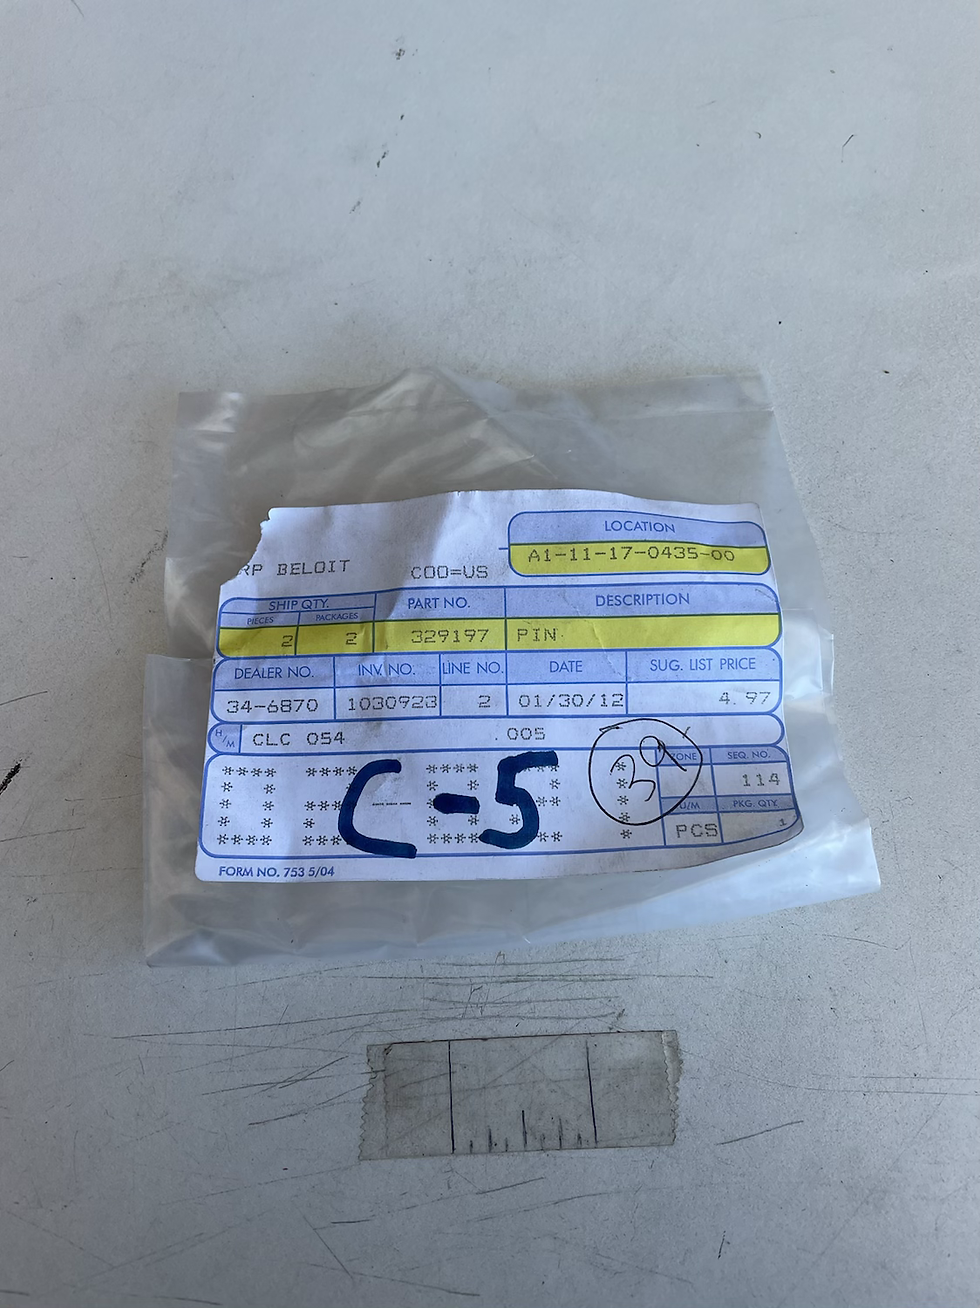 LOCATION
A1-11-17-0435-00
RP BELOIT COO=US
SHIP QTY. PART NO. DESCRIPTION
PIECES PACKAGES
2 2 329197 PIN
DEALER NO. INV. NO. LINE NO. DATE SUG. LIST PRICE
34-6870 1030923 2 01/30/12 4.97
H/M CLC 054 .005
39
ZONE SEQ. NO.
114
C-5
U/M PKG. QTY.
PCS 1
FORM NO. 753 5/04